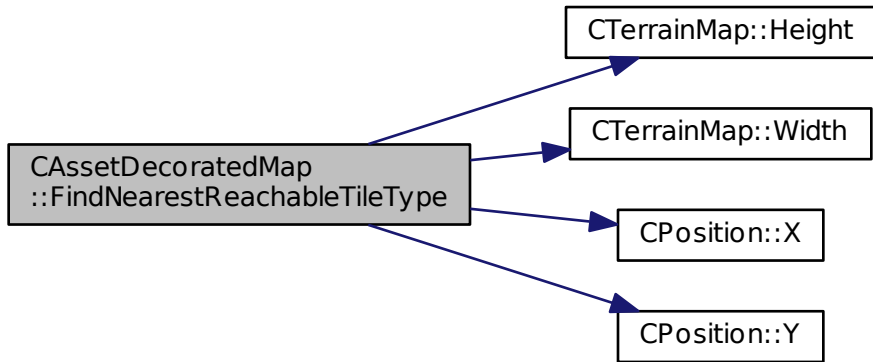 CAssetDecoratedMap
::FindNearestReachableTileType
CTerrainMap::Height
CTerrainMap::Width
CPosition::X
CPosition::Y